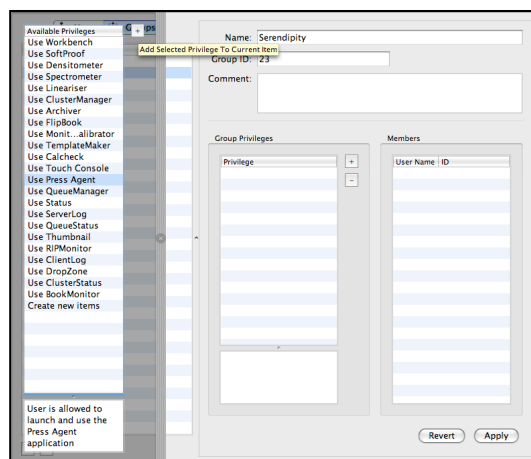 Groups
Available Privileges
+
Add Selected Privilege To Current Item
Use Workbench
Use SoftProof
Use Densitometer
Use Spectrometer
Use Lineariser
Use ClusterManager
Use Archiver
Use FlipBook
Use Monit...alibrator
Use TemplateMaker
Use Calcheck
Use Touch Console
Use Press Agent
Use QueueManager
Use Status
Use ServerLog
Use QueueStatus
Use Thumbnail
Use RIPMonitor
Use ClientLog
Use DropZone
Use ClusterStatus
Use BookMonitor
Create new items
User is allowed to
launch and use the
Press Agent
application
Name: Serendipity
Group ID: 23
Comment:
Group Privileges
Privilege
+
-
Members
User Name ID
Revert Apply